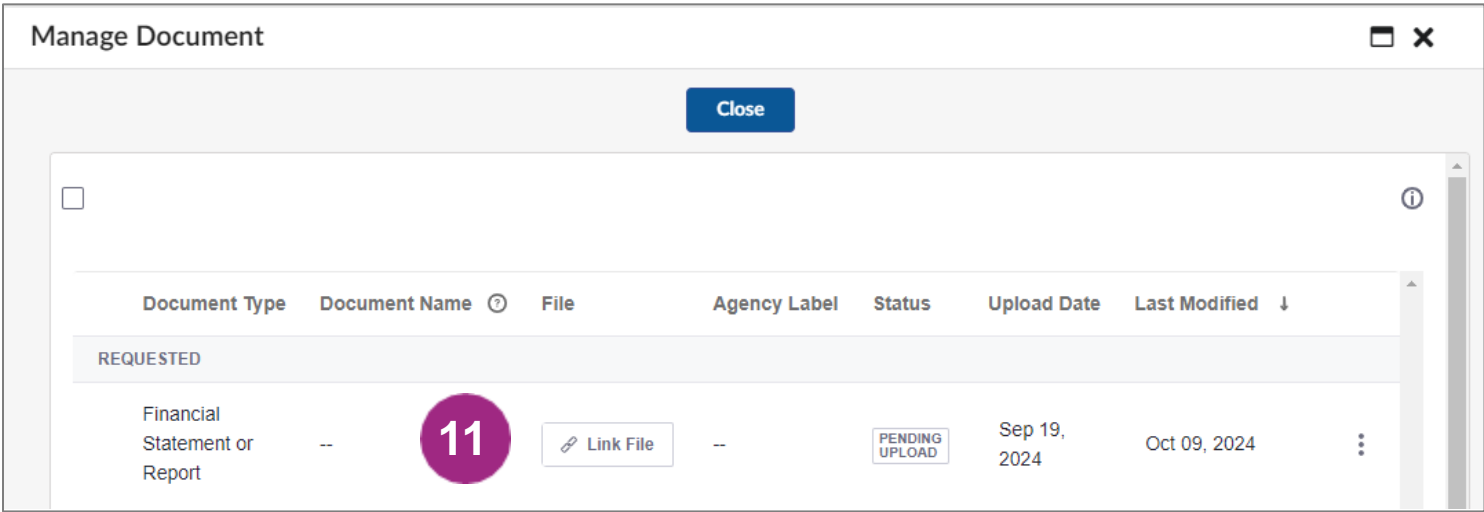 Manage Document
Close
Document Type Document Name File Agency Label Status Upload Date Last Modified ↓
REQUESTED
Financial
Statement or
Report
--
11
Link File
--
PENDING
UPLOAD
Sep 19,
2024
Oct 09, 2024